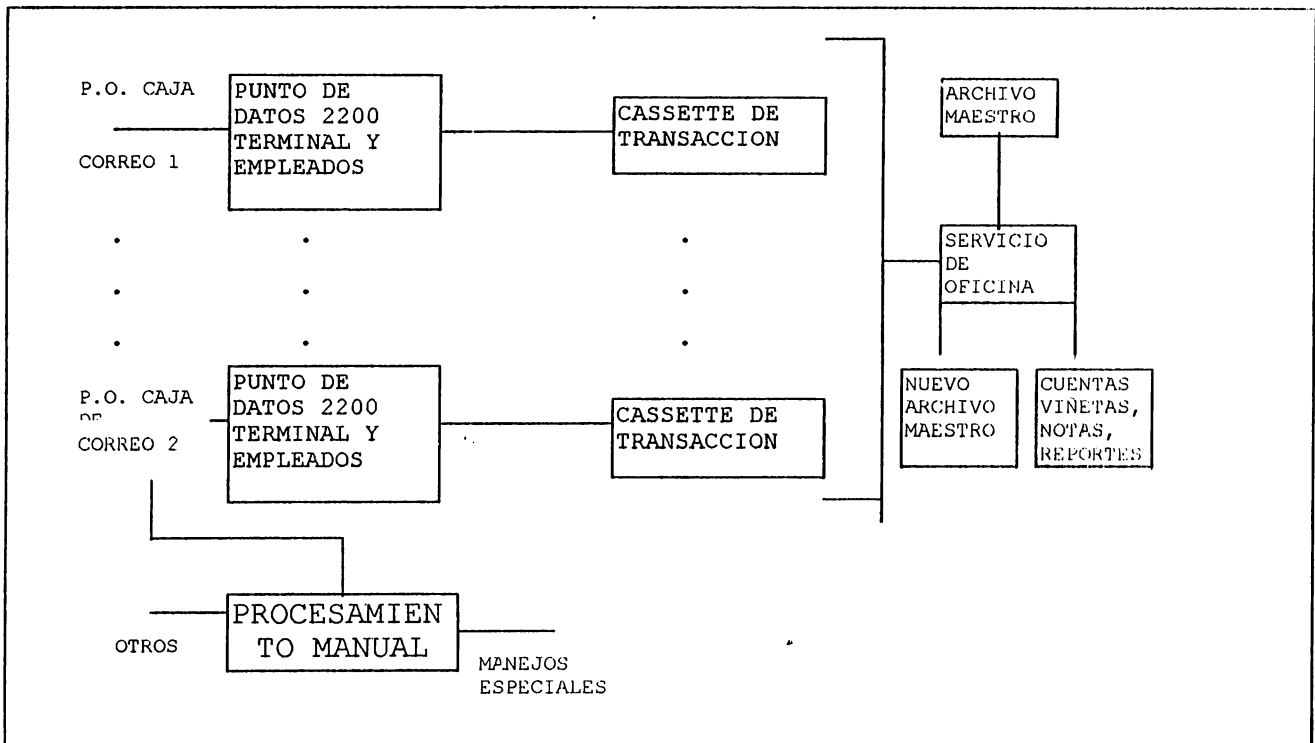 P.O. CAJA
CORREO 1
PUNTO DE
DATOS 2200
TERMINAL Y
EMPLEADOS
CASSETTE DE
TRANSACCION
ARCHIVO
MAESTRO
SERVICIO
DE
OFICINA
P.O. CAJA
DE
CORREO 2
PUNTO DE
DATOS 2200
TERMINAL Y
EMPLEADOS
CASSETTE DE
TRANSACCION
NUEVO
ARCHIVO
MAESTRO
CUENTAS
VIÑETAS,
NOTAS,
REPORTES
OTROS
PROCESAMIEN
TO MANUAL
MANEJOS
ESPECIALES